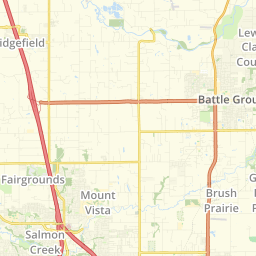 idgefield
Lew
Cla
Cou
Battle Grou
Fairgrounds
Mount
Vista
Brush
Prairie
G
M
R
Salmon
Creek